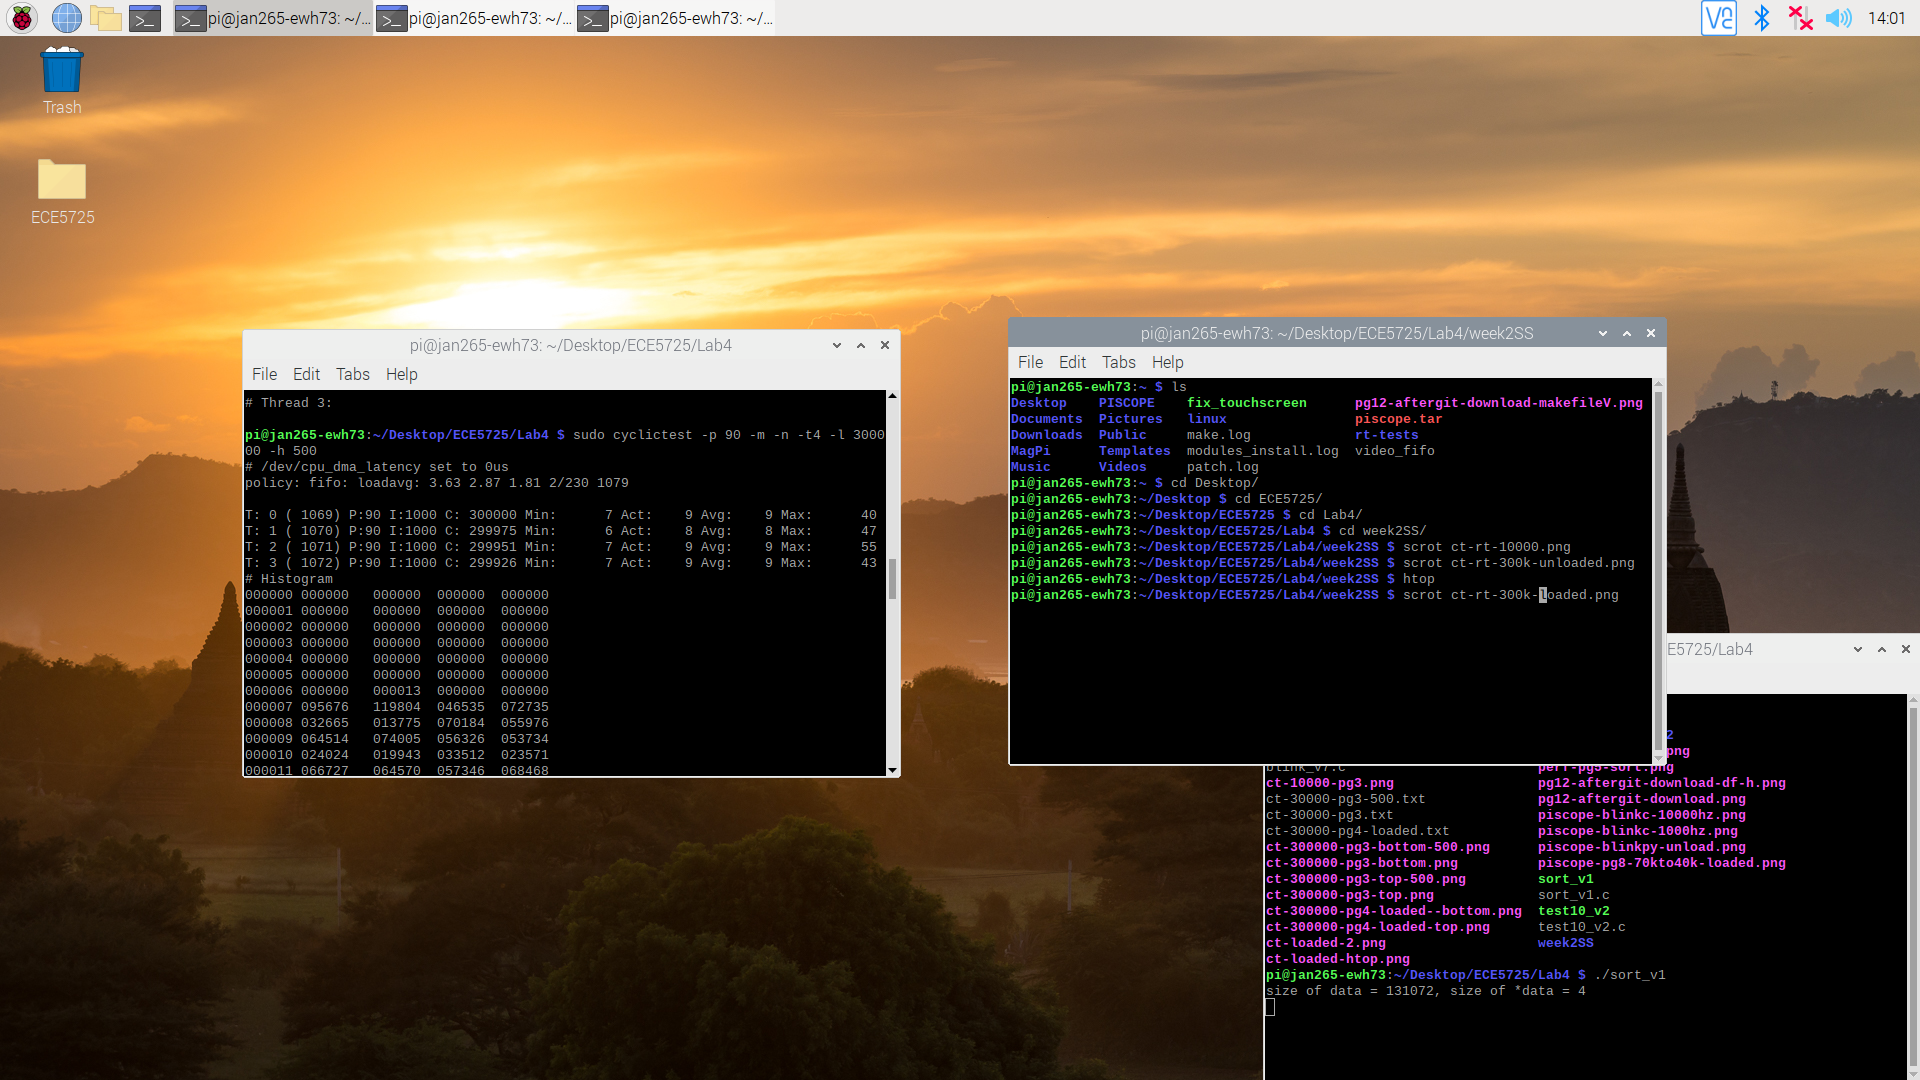 pi@jan265-ewh73: ~/...
pi@jan265-ewh73: ~/...
pi@jan265-ewh73: ~/...
14:01
Trash
ECE5725
pi@jan265-ewh73: ~/Desktop/ECE5725/Lab4
File Edit Tabs Help
# Thread 3:
pi@jan265-ewh73:~/Desktop/ECE5725/Lab4 $ sudo cyclictest -p 90 -m -n -t4 -l 3000
00 -h 500
# /dev/cpu_dma_latency set to 0us
policy: fifo: loadavg: 3.63 2.87 1.81 2/230 1079
T: 0 ( 1069) P:90 I:1000 C: 300000 Min: 7 Act: 9 Avg: 9 Max: 40
T: 1 ( 1070) P:90 I:1000 C: 299975 Min: 6 Act: 8 Avg: 8 Max: 47
T: 2 ( 1071) P:90 I:1000 C: 299951 Min: 7 Act: 9 Avg: 9 Max: 55
T: 3 ( 1072) P:90 I:1000 C: 299926 Min: 7 Act: 9 Avg: 9 Max: 43
# Histogram
000000 000000 000000 000000 000000
000001 000000 000000 000000 000000
000002 000000 000000 000000 000000
000003 000000 000000 000000 000000
000004 000000 000000 000000 000000
000005 000000 000000 000000 000000
000006 000000 000013 000000 000000
000007 095676 119804 046535 072735
000008 032665 013775 070184 055976
000009 064514 074005 056326 053734
000010 024024 019943 033512 023571
000011 066727 064570 057346 068468
pi@jan265-ewh73: ~/Desktop/ECE5725/Lab4/week2SS
File Edit Tabs Help
pi@jan265-ewh73:~ $ ls
Desktop PISCOPE fix_touchscreen pg12-aftergit-download-makefileV.png
Documents Pictures linux piscope.tar
Downloads Public make.log rt-tests
MagPi Templates modules_install.log video_fifo
Music Videos patch.log
pi@jan265-ewh73:~ $ cd Desktop/
pi@jan265-ewh73:~/Desktop $ cd ECE5725/
pi@jan265-ewh73:~/Desktop/ECE5725 $ cd Lab4/
pi@jan265-ewh73:~/Desktop/ECE5725/Lab4 $ cd week2SS/
pi@jan265-ewh73:~/Desktop/ECE5725/Lab4/week2SS $ scrot ct-rt-10000.png
pi@jan265-ewh73:~/Desktop/ECE5725/Lab4/week2SS $ scrot ct-rt-300k-unloaded.png
pi@jan265-ewh73:~/Desktop/ECE5725/Lab4/week2SS $ htop
pi@jan265-ewh73:~/Desktop/ECE5725/Lab4/week2SS $ scrot ct-rt-300k-loaded.png
E5725/Lab4
2
png
blink_v7.c perf-pg5-sort.png
ct-10000-pg3.png pg12-aftergit-download-df-h.png
ct-30000-pg3-500.txt pg12-aftergit-download.png
ct-30000-pg3.txt piscope-blinkc-10000hz.png
ct-30000-pg4-loaded.txt piscope-blinkc-1000hz.png
ct-300000-pg3-bottom-500.png piscope-blinkpy-unload.png
ct-300000-pg3-bottom.png piscope-pg8-70kto40k-loaded.png
ct-300000-pg3-top-500.png sort_v1
ct-300000-pg3-top.png sort_v1.c
ct-300000-pg4-loaded--bottom.png test10_v2
ct-300000-pg4-loaded-top.png test10_v2.c
ct-loaded-2.png week2SS
ct-loaded-htop.png
pi@jan265-ewh73:~/Desktop/ECE5725/Lab4 $ ./sort_v1
size of data = 131072, size of *data = 4